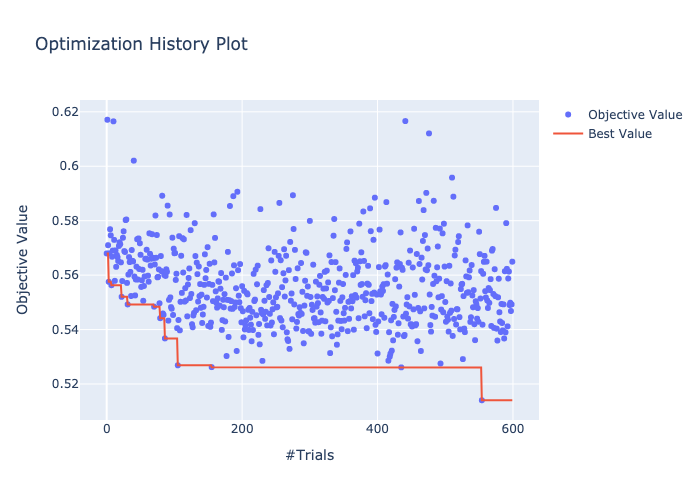 Optimization History Plot
Objective Value
Best Value
0.62
0.6
0.58
0.56
0.54
0.52
Objective Value
0
200
400
600
#Trials